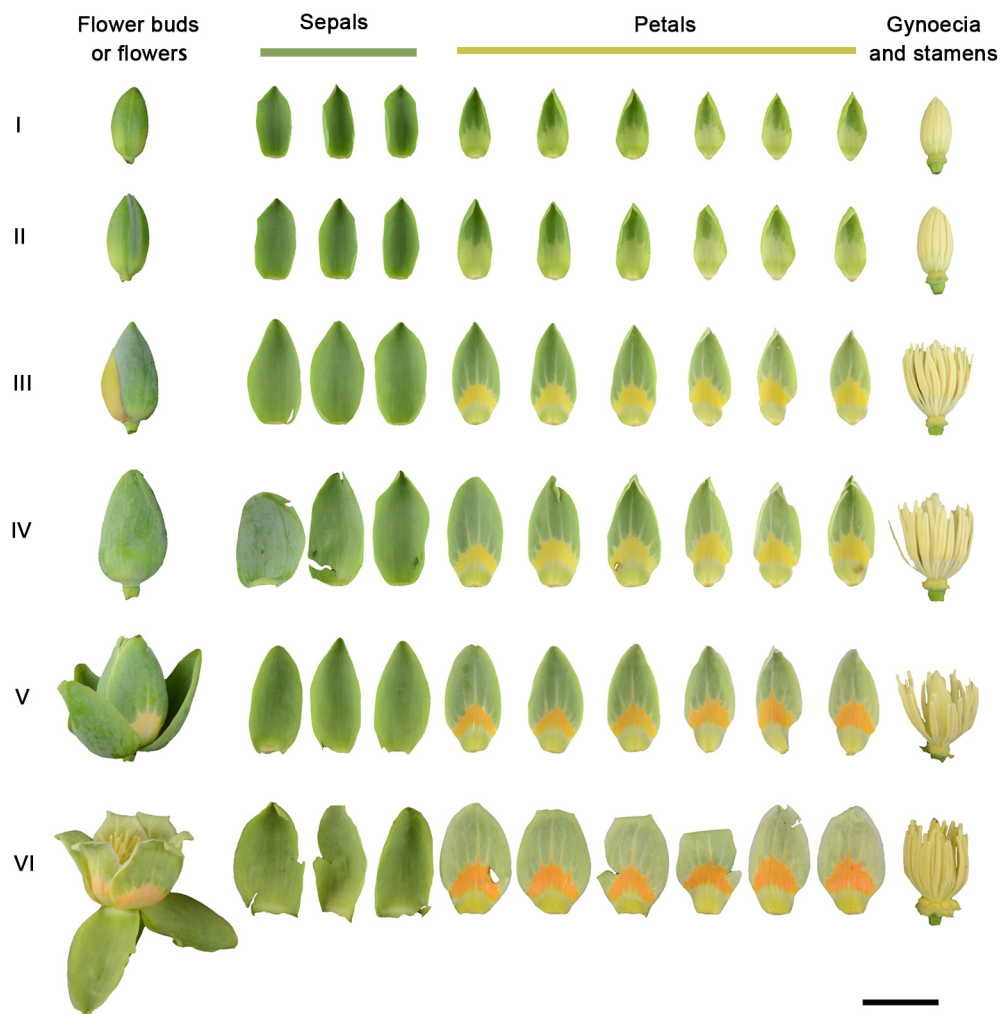 Flower buds
or flowers
Sepals
Petals
Gynoecia
and stamens
I
II
III
IV
V
VI